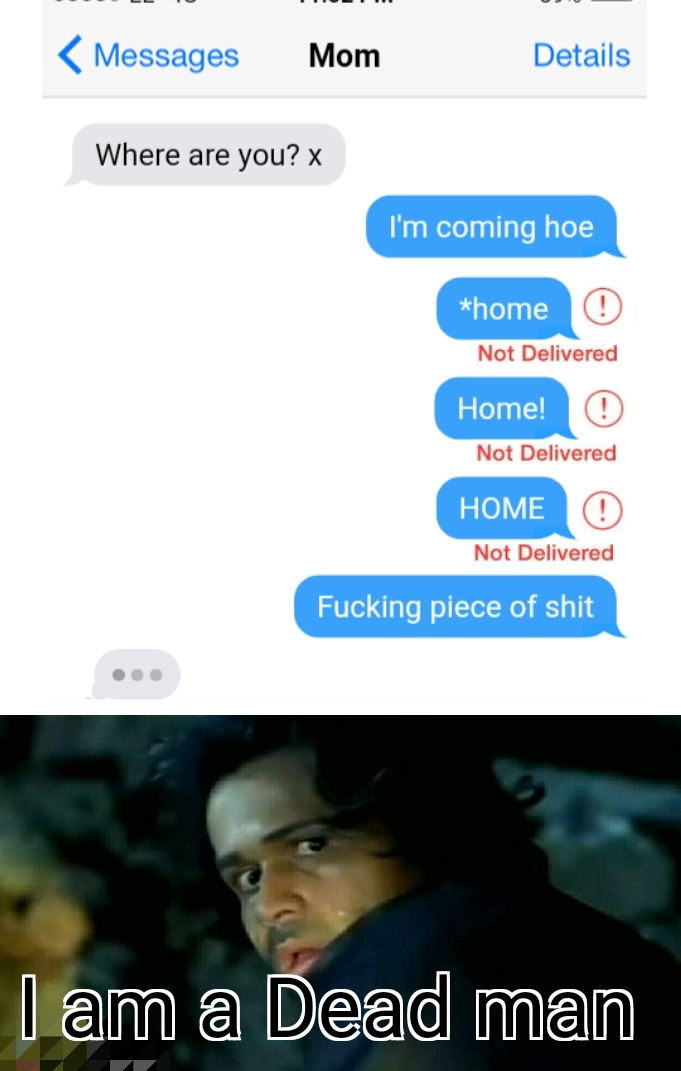 Messages Mom Details
Where are you? x
I'm coming hoe
*home
Not Delivered
Home!
Not Delivered
HOME
Not Delivered
Fucking piece of shit
I am a Dead man